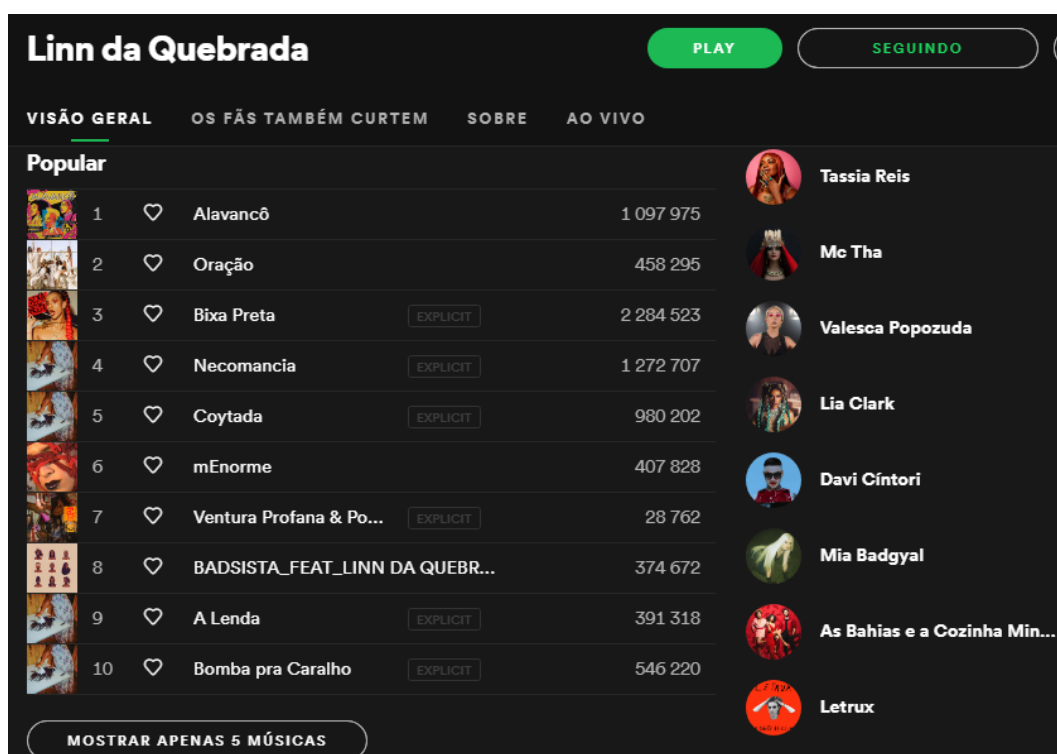 Linn da Quebrada
PLAY
SEGUINDO
VISÃO GERAL OS FÃS TAMBÉM CURTEM SOBRE AO VIVO
Popular
1 Alavancô 1 097 975
2 Oração 458 295
3 Bixa Preta EXPLICIT 2 284 523
4 Necomancia EXPLICIT 1 272 707
5 Coytada EXPLICIT 980 202
6 mEnorme 407 828
7 Ventura Profana & Po... EXPLICIT 28 762
8 BADSISTA_FEAT_LINN DA QUEBR... 374 672
9 A Lenda EXPLICIT 391 318
10 Bomba pra Caralho EXPLICIT 546 220
MOSTRAR APENAS 5 MÚSICAS
Tassia Reis
Mc Tha
Valesca Popozuda
Lia Clark
Davi Cíntori
Mia Badgyal
As Bahias e a Cozinha Min...
Letrux
LETRUX